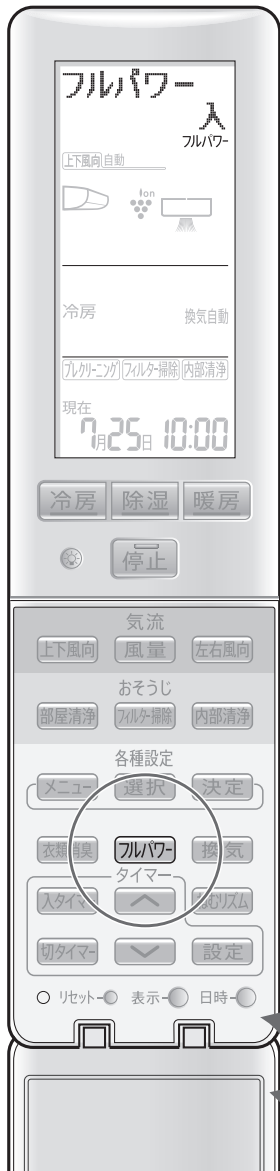 フルパワー
入
フルパワー
上下風向 自動
ion
冷房 換気自動
プレクリーニング フィルター掃除 内部清浄
現在
7月25日 10:00
冷房 除湿 暖房
停止
気流
上下風向 風量 左右風向
おそうじ
部屋清浄 フィルター掃除 内部清浄
各種設定
メニュー 選択 決定
衣類消臭 フルパワー 換気
タイマー
入タイマー ねむリズム
切タイマー 設定
リセット 表示 日時